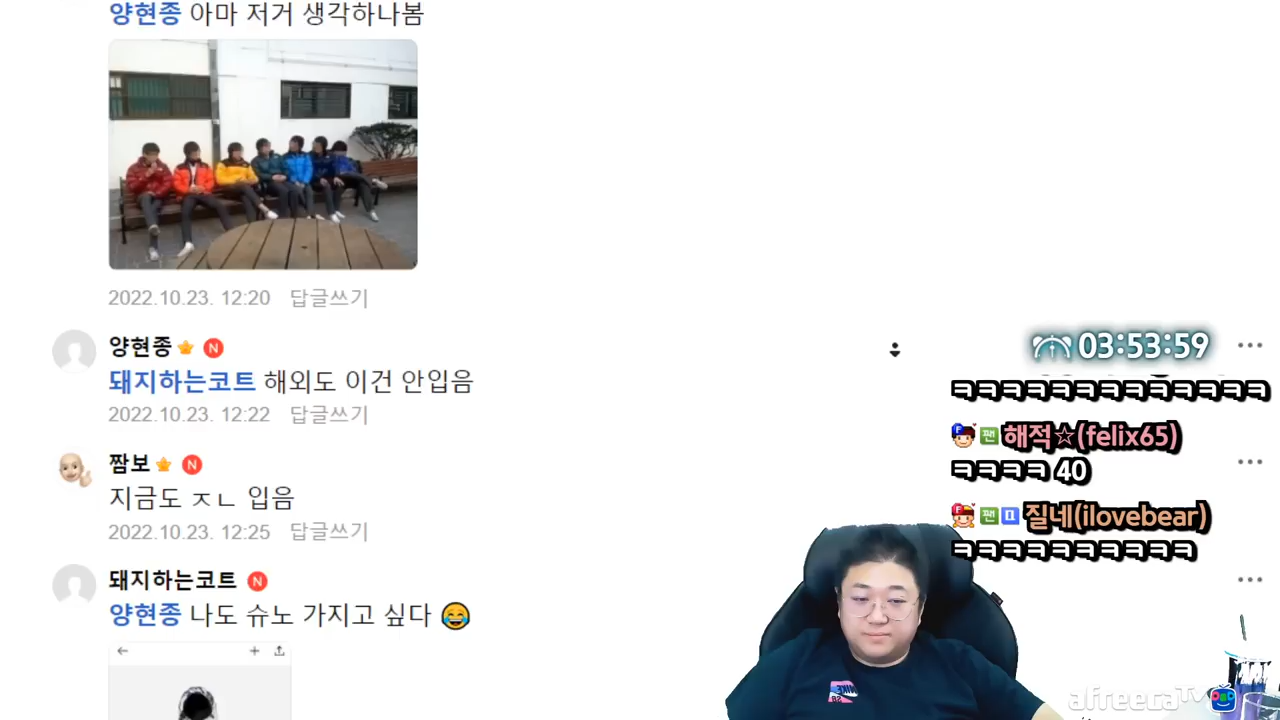 양현종 아마 저거 생각하나봄
2022.10.23. 12:20 답글쓰기
양현종 N
돼지하는코트 해외도 이건 안입음
2022.10.23. 12:22 답글쓰기
짬보 N
지금도 ㅈㄴ 입음
2022.10.23. 12:25 답글쓰기
돼지하는코트 N
양현종 나도 슈노 가지고 싶다 😂
03:53:59
ㅋㅋㅋㅋㅋㅋㅋㅋㅋㅋㅋㅋㅋ
F 팬 해적☆(felix65)
ㅋㅋㅋㅋ 40
F 팬 질네(ilovebear)
ㅋㅋㅋㅋㅋㅋㅋㅋㅋㅋ
NIKE
afreecaTV